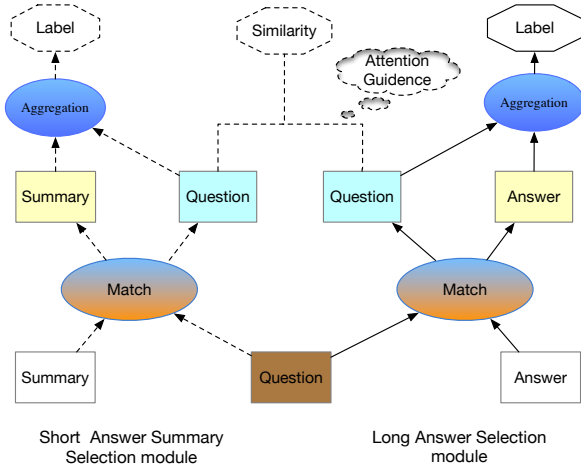 Label
Similarity
Label
Attention
Guidence
Aggregation
Aggregation
Summary
Question
Question
Answer
Match
Match
Summary
Question
Answer
Short Answer Summary
Selection module
Long Answer Selection
module